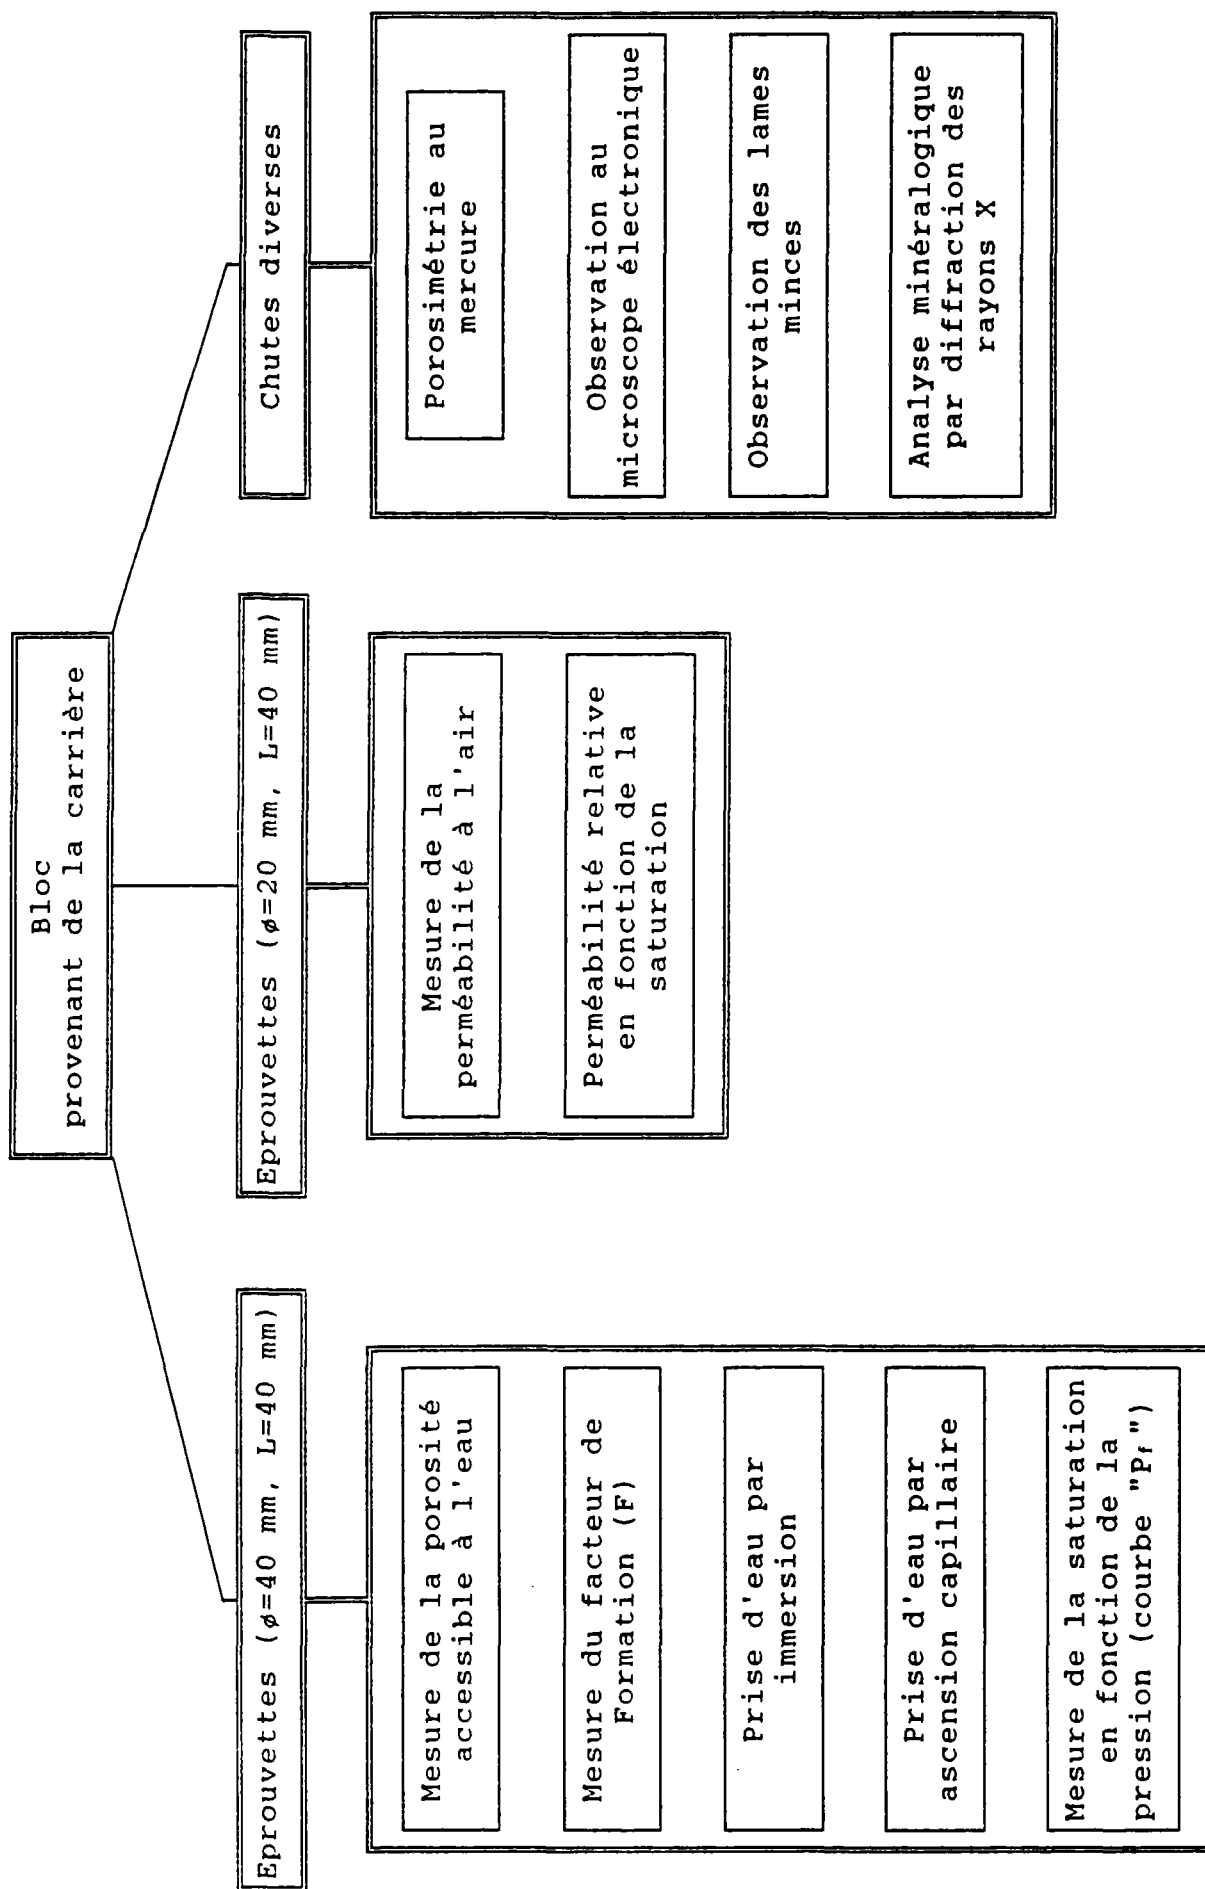 Bloc
provenant de la carrière
Eprouvettes (ø=40 mm, L=40 mm)
Mesure de la porosité
accessible à l'eau
Mesure du facteur de
Formation (F)
Prise d'eau par
immersion
Prise d'eau par
ascension capillaire
Mesure de la saturation
en fonction de la
pression (courbe "Pf")
Eprouvettes (ø=20 mm, L=40 mm)
Mesure de la
perméabilité à l'air
Perméabilité relative
en fonction de la
saturation
Chutes diverses
Porosimétrie au
mercure
Observation au
microscope électronique
Observation des lames
minces
Analyse minéralogique
par diffraction des
rayons X